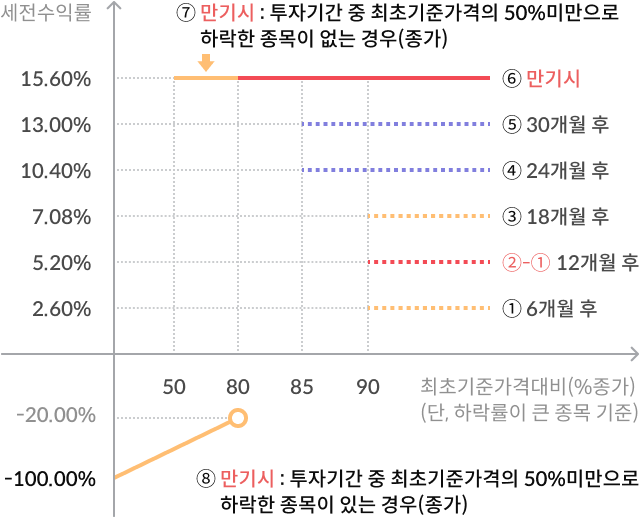 세전수익률
⑦ 만기시 : 투자기간 중 최초기준가격의 50%미만으로
하락한 종목이 없는 경우(종가)
15.60%
⑥ 만기시
13.00%
⑤ 30개월 후
10.40%
④ 24개월 후
7.08%
③ 18개월 후
5.20%
②-① 12개월 후
2.60%
① 6개월 후
50 80 85 90
최초기준가격대비(%종가)
(단, 하락률이 큰 종목 기준)
-20.00%
-100.00%
⑧ 만기시 : 투자기간 중 최초기준가격의 50%미만으로
하락한 종목이 있는 경우(종가)